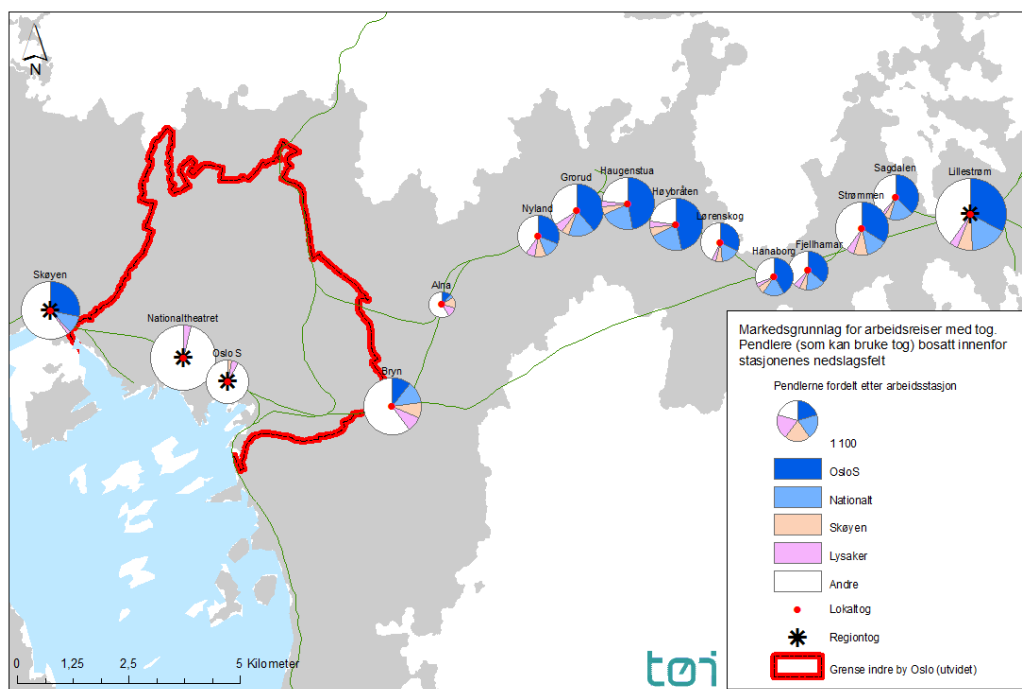 N
Skøyen
Nationaltheatret
Oslo S
Bryn
Alna
Nyland
Grorud
Haugenstua
Høybråten
Lørenskog
Hanaborg
Fjellhamar
Strømmen
Sagdalen
Lillestrøm
Markedsgrunnlag for arbeidsreiser med tog.
Pendlere (som kan bruke tog) bosatt innenfor
stasjonenes nedslagsfelt
Pendlerne fordelt etter arbeidsstasjon
1 100
OsloS
Nationalt
Skøyen
Lysaker
Andre
Lokaltog
Regiontog
Grense indre by Oslo (utvidet)
0 1,25 2,5 5 Kilometer
tøi